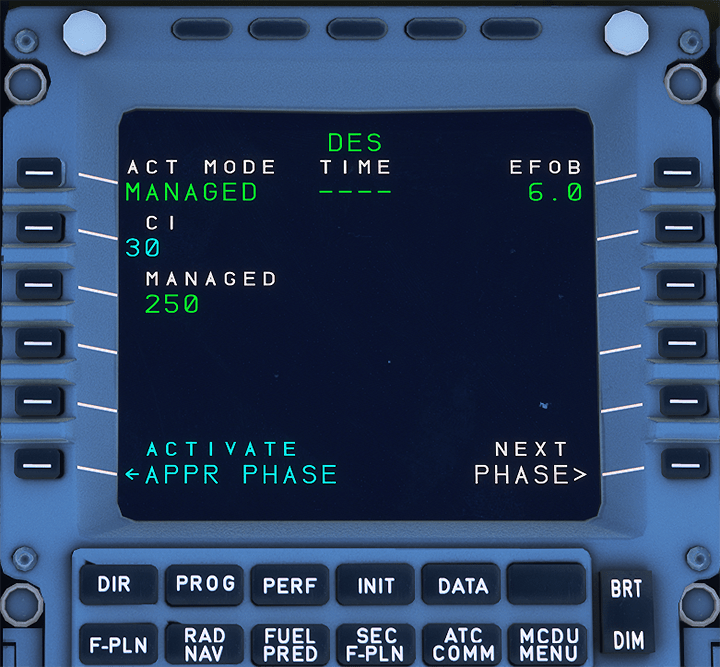 DES
ACT MODE TIME EFOB
MANAGED ---- 6.0
CI
30
MANAGED
250
ACTIVATE NEXT
←APPR PHASE PHASE>
DIR PROG PERF INIT DATA BRT
F-PLN RAD NAV FUEL PRED SEC F-PLN ATC COMM MCDU MENU DIM